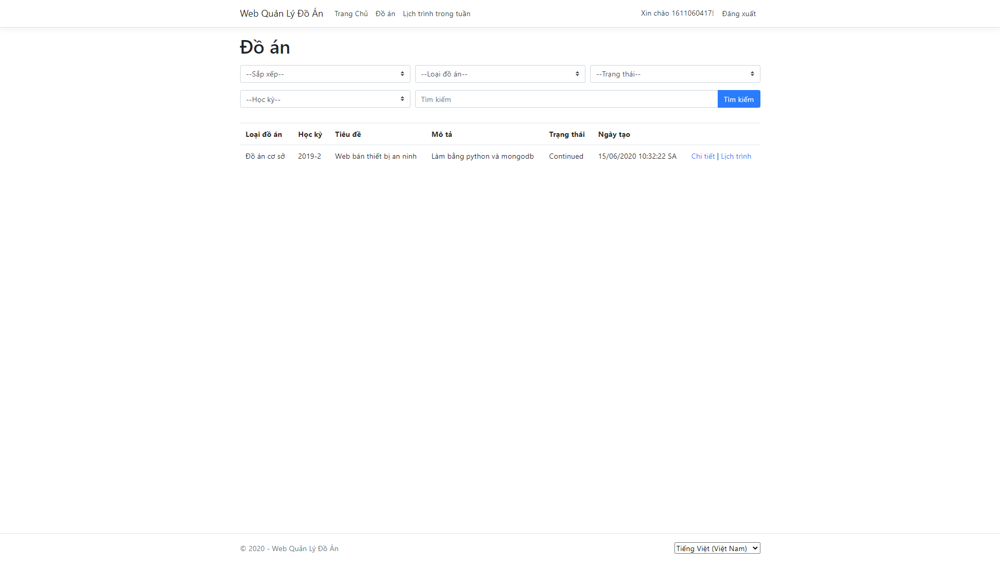 Web Quản Lý Đồ Án Trang Chủ Đồ án Lịch trình trong tuần Xin chào 1611060417! Đăng xuất
Đồ án
--Sắp xếp-- --Loại đồ án-- --Trạng thái--
--Học kỳ-- Tìm kiếm Tìm kiếm
Loại đồ án Học kỳ Tiêu đề Mô tả Trạng thái Ngày tạo
Đồ án cơ sở 2019-2 Web bán thiết bị an ninh Làm bằng python và mongodb Continued 15/06/2020 10:32:22 SA Chi tiết | Lịch trình
© 2020 - Web Quản Lý Đồ Án Tiếng Việt (Việt Nam)